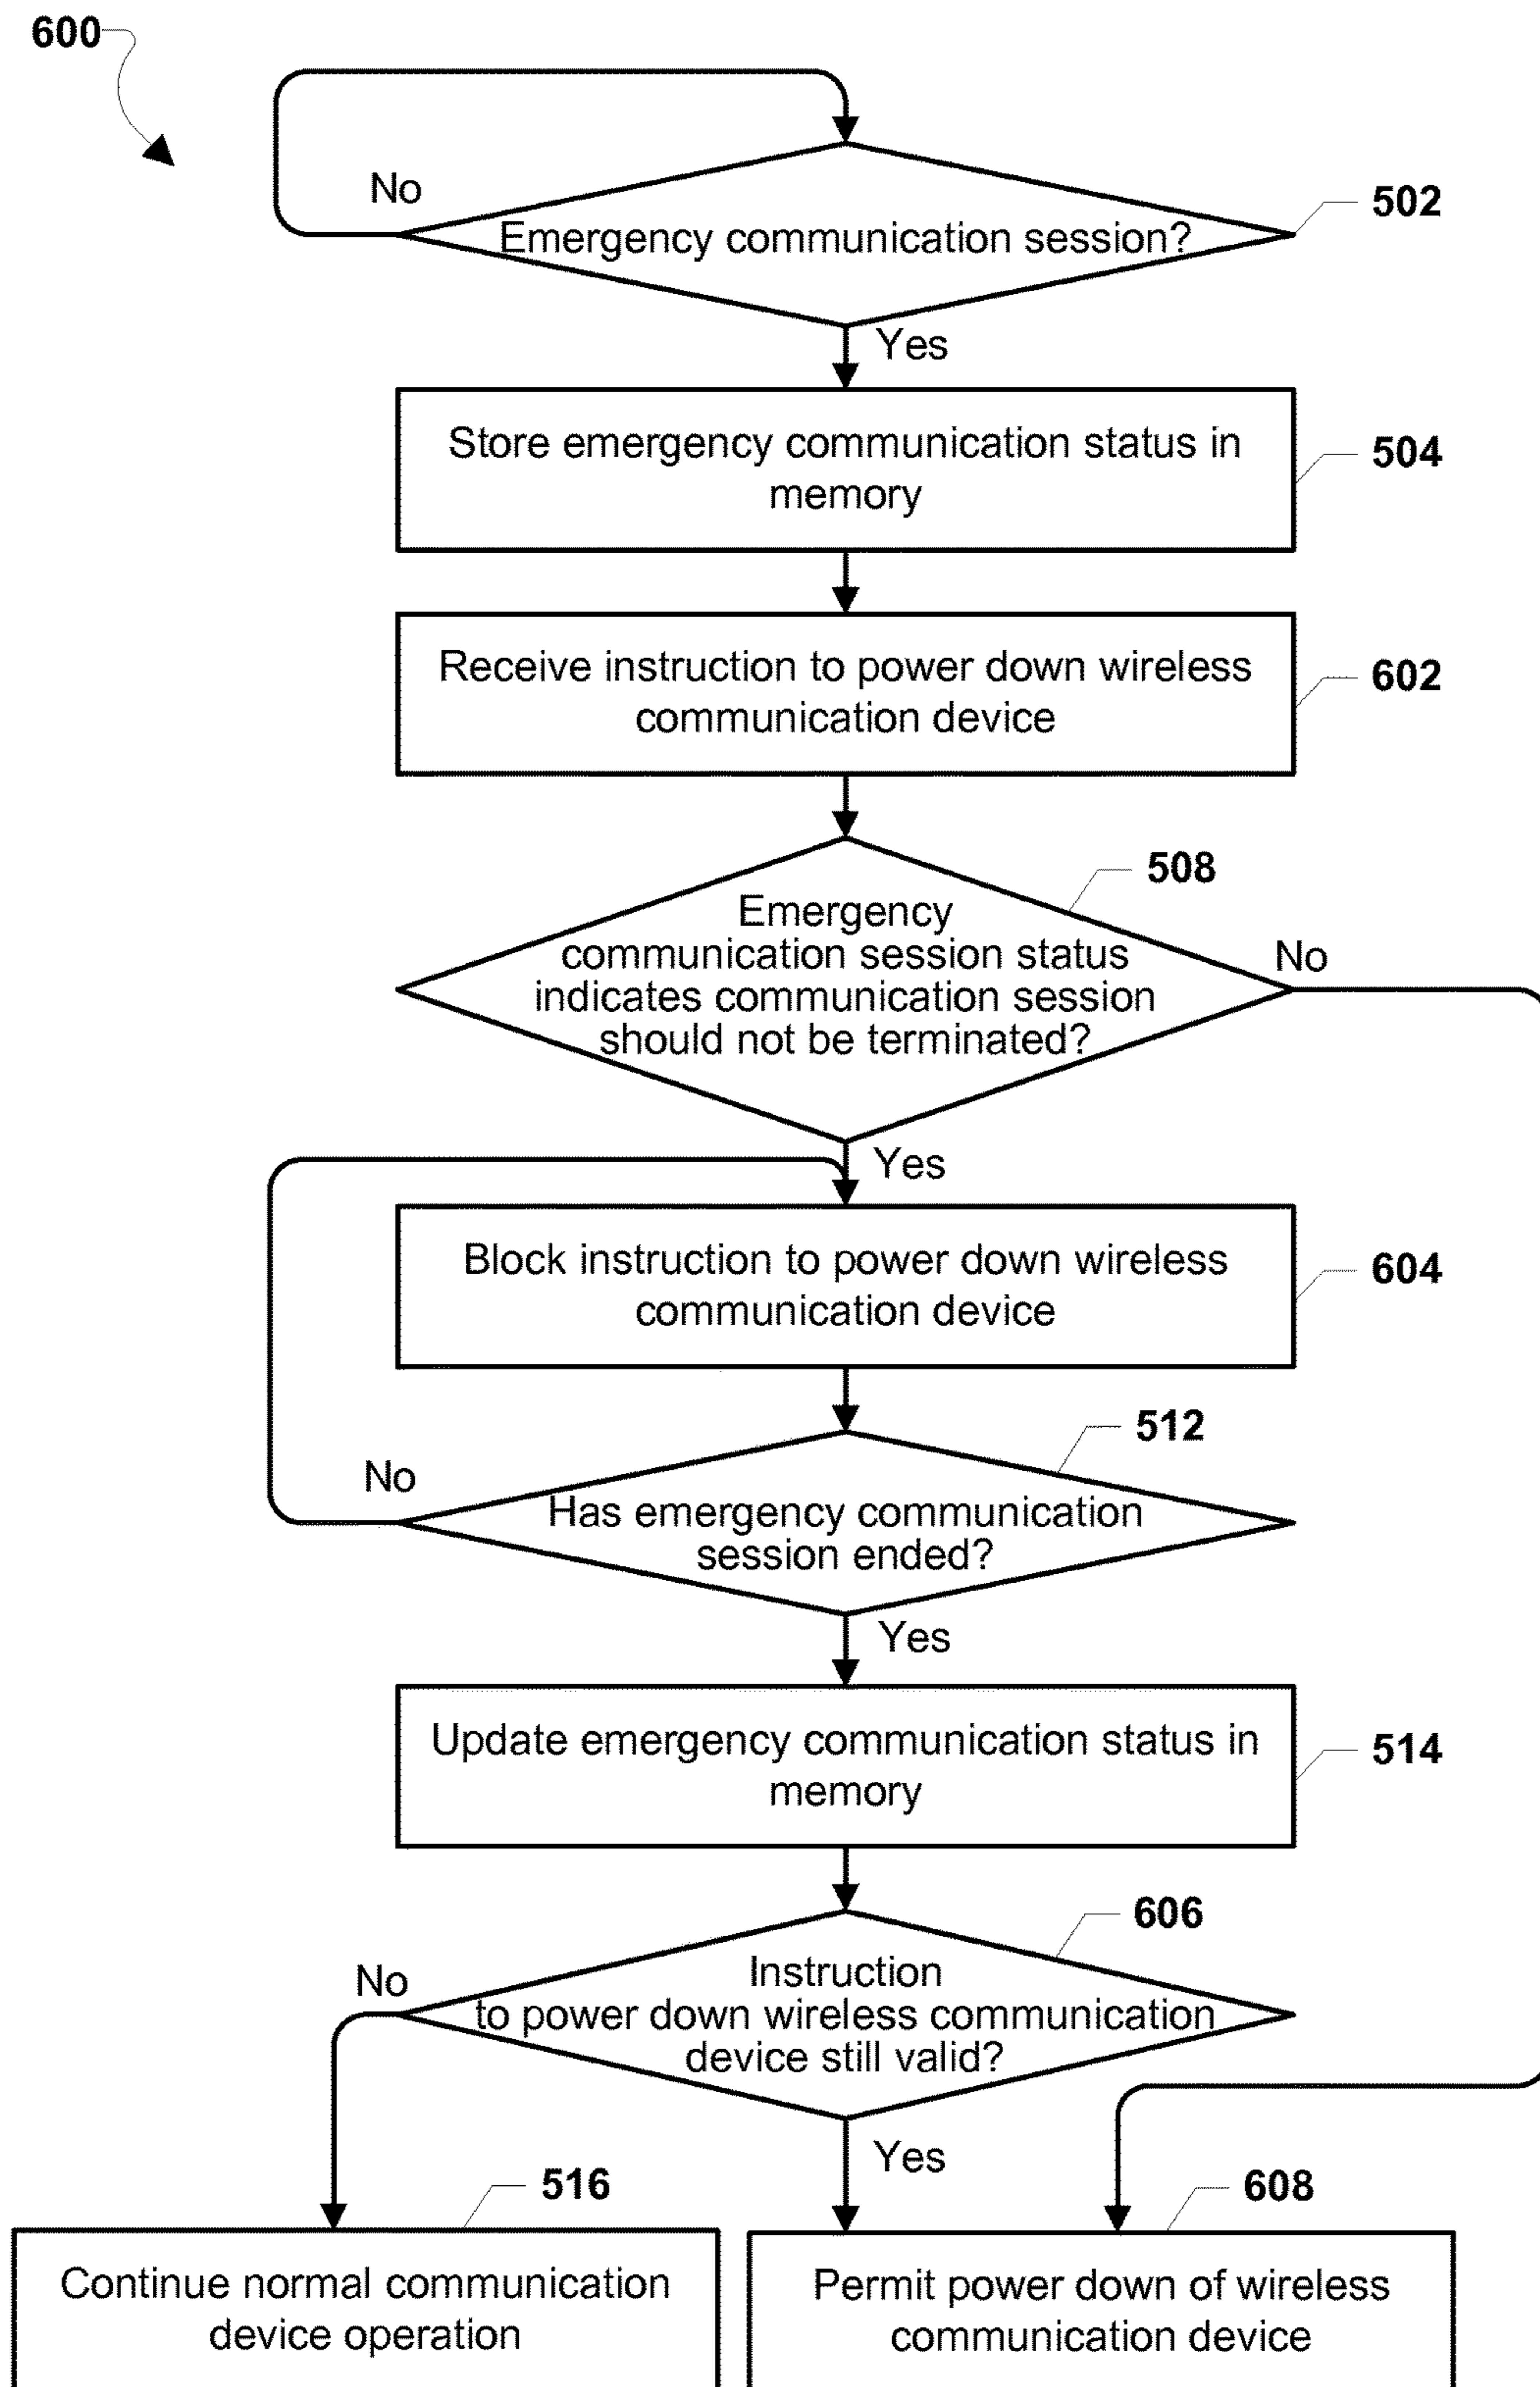 600
No
Emergency communication session?
502
Yes
Store emergency communication status in
memory
504
Receive instruction to power down wireless
communication device
602
508
Emergency
communication session status
indicates communication session
should not be terminated?
No
Yes
Block instruction to power down wireless
communication device
604
512
No
Has emergency communication
session ended?
Yes
Update emergency communication status in
memory
514
606
No
Instruction
to power down wireless communication
device still valid?
Yes
516
608
Continue normal communication
device operation
Permit power down of wireless
communication device